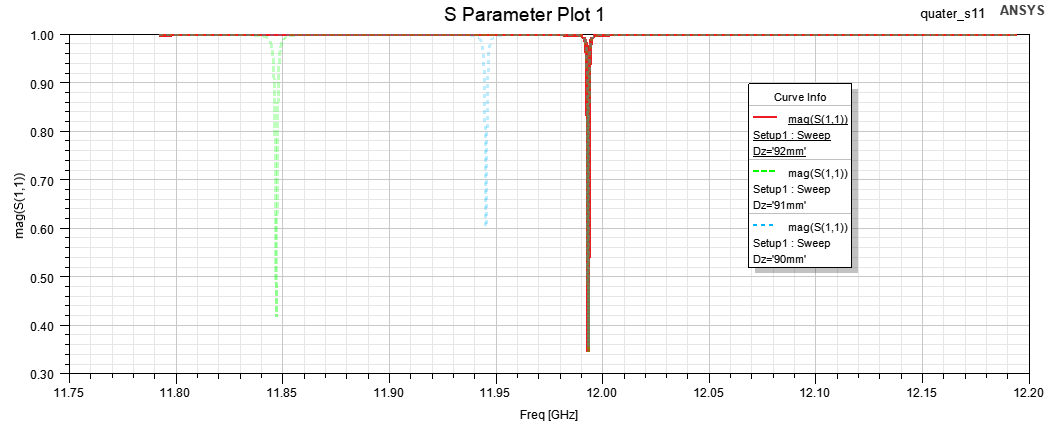 S Parameter Plot 1
quater_s11 ANSYS
1.00
0.90
0.80
0.70
0.60
0.50
0.40
0.30
mag(S(1,1))
11.75 11.80 11.85 11.90 11.95 12.00 12.05 12.10 12.15 12.20
Freq [GHz]
Curve Info
mag(S(1,1))
Setup1 : Sweep
Dz='92mm'
mag(S(1,1))
Setup1 : Sweep
Dz='91mm'
mag(S(1,1))
Setup1 : Sweep
Dz='90mm'